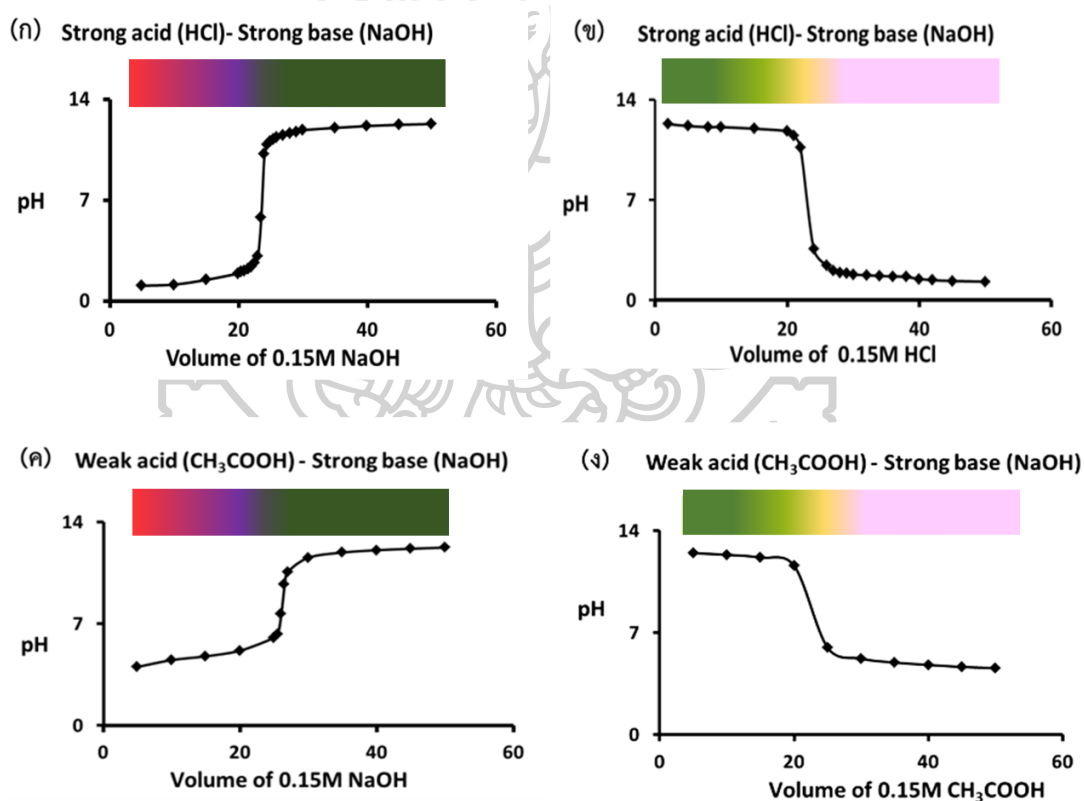 (ก) Strong acid (HCl)- Strong base (NaOH)
14
7
0
pH
0 20 40 60
Volume of 0.15M NaOH
(ข) Strong acid (HCl)- Strong base (NaOH)
14
7
0
pH
0 20 40 60
Volume of 0.15M HCl
(ค) Weak acid (CH₃COOH) - Strong base (NaOH)
14
7
0
pH
0 20 40 60
Volume of 0.15M NaOH
(ง) Weak acid (CH₃COOH) - Strong base (NaOH)
14
7
0
pH
0 20 40 60
Volume of 0.15M CH₃COOH